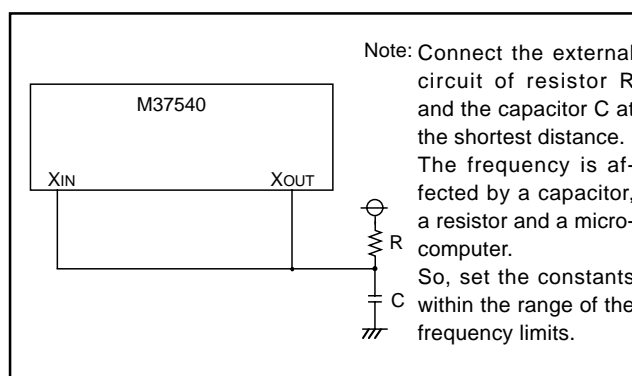 Note: Connect the external
circuit of resistor R
and the capacitor C at
the shortest distance.
The frequency is af-
fected by a capacitor,
a resistor and a micro-
computer.
So, set the constants
within the range of the
frequency limits.
M37540
XIN
XOUT
R
C